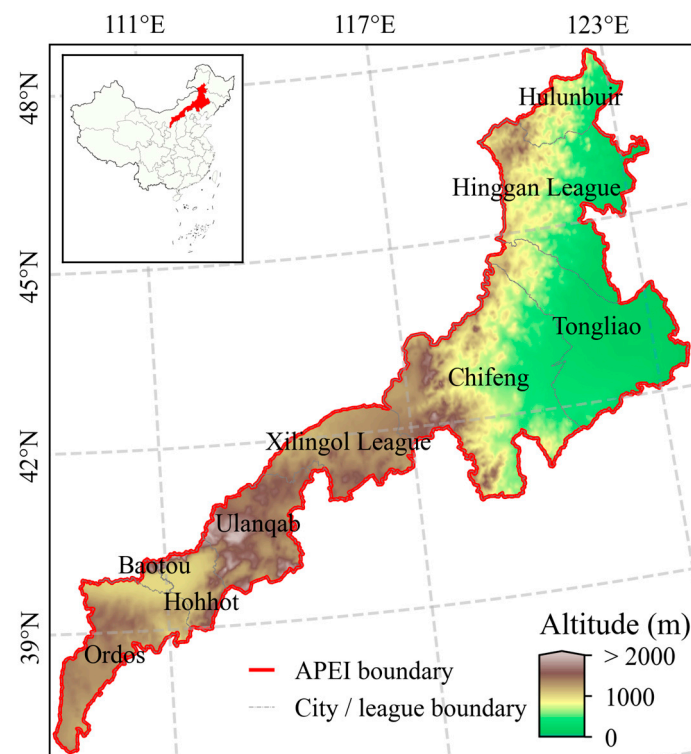 111°E 117°E 123°E
48°N
45°N
42°N
39°N
Hulunbuir
Hinggan League
Tongliao
Chifeng
Xilingol League
Ulanqab
Baotou
Hohhot
Ordos
APEI boundary
City / league boundary
Altitude (m)
> 2000
1000
0